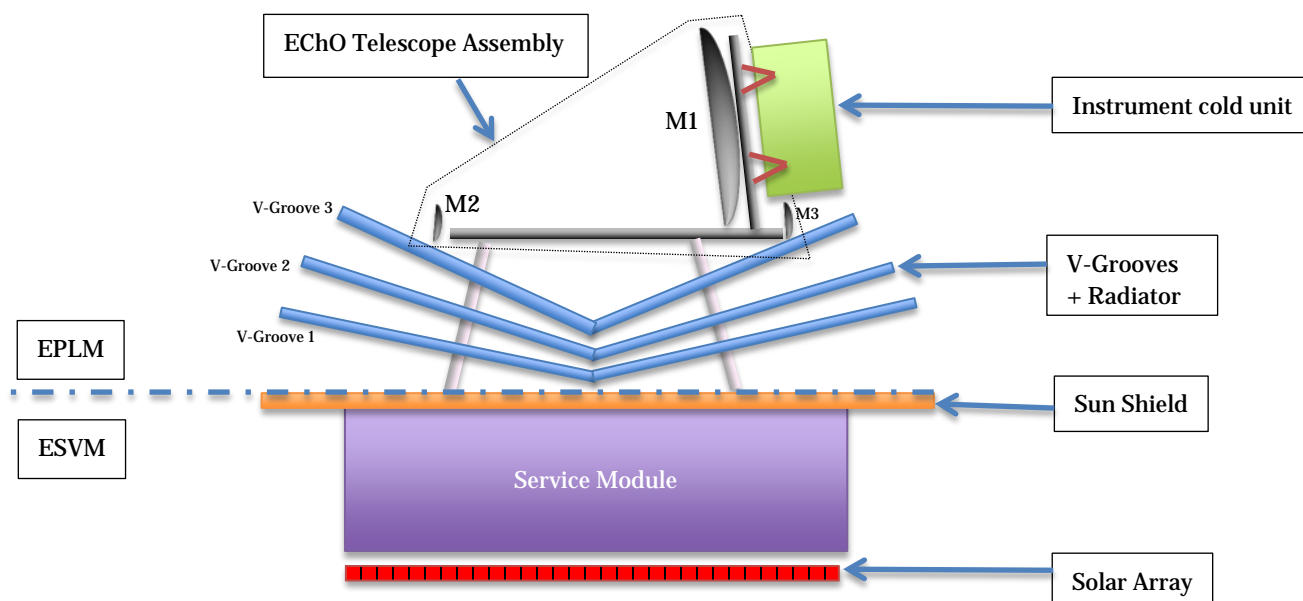 EChO Telescope Assembly
M1
Instrument cold unit
M2
V-Groove 3
M3
V-Groove 2
V-Grooves
+ Radiator
V-Groove 1
EPLM
Sun Shield
ESVM
Service Module
Solar Array